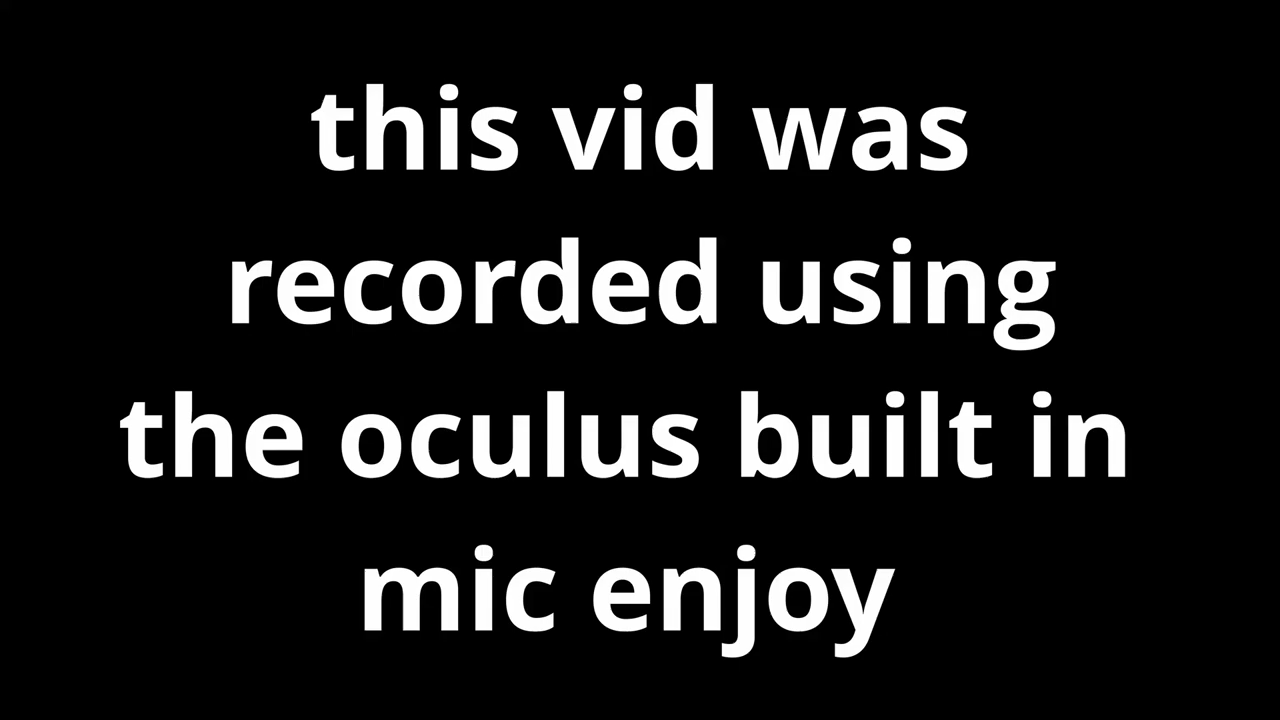 this vid was
recorded using
the oculus built in
mic enjoy